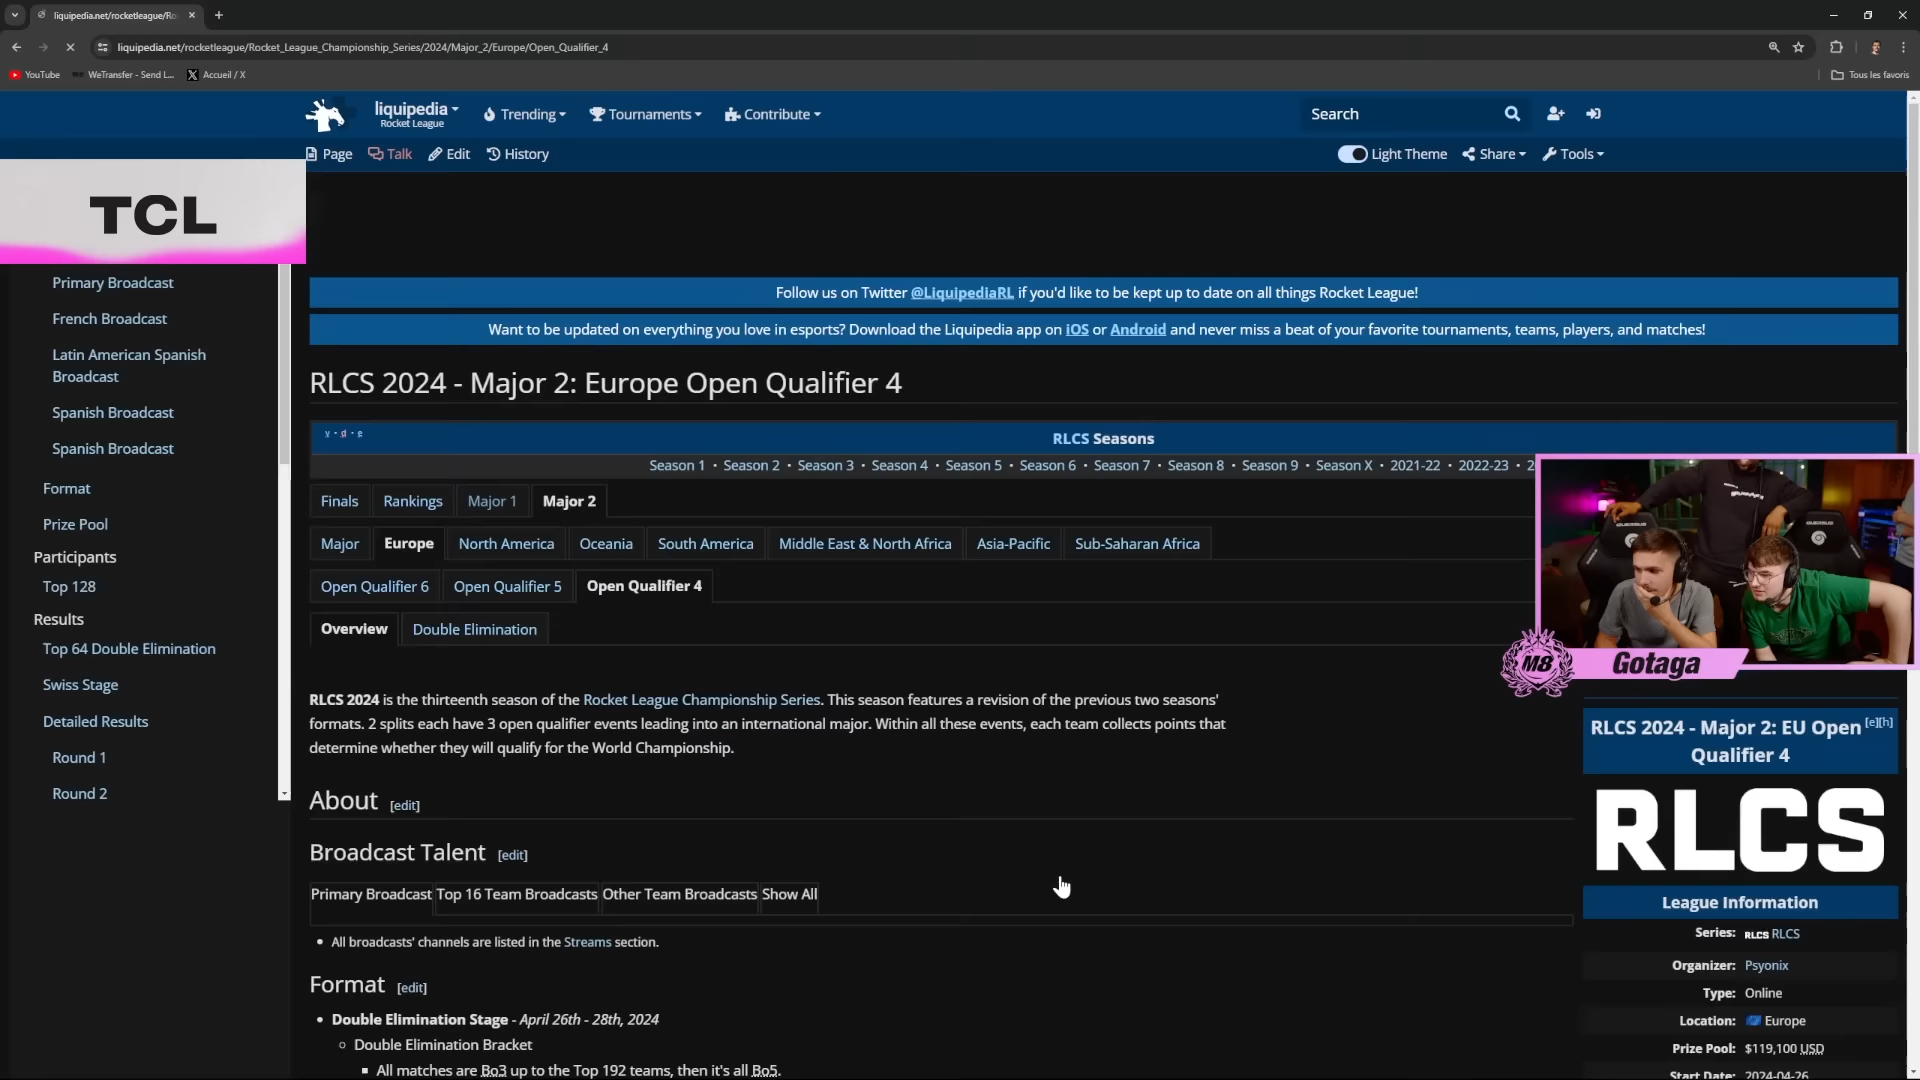 liquipedia.net/rocketleague/Ro
liquipedia.net/rocketleague/Rocket_League_Championship_Series/2024/Major_2/Europe/Open_Qualifier_4
YouTube
WeTransfer - Send L...
Accueil / X
Tous les favoris
liquipedia
Rocket League
Trending
Tournaments
Contribute
Search
Page
Talk
Edit
History
Light Theme
Share
Tools
TCL
Primary Broadcast
French Broadcast
Latin American Spanish
Broadcast
Spanish Broadcast
Spanish Broadcast
Format
Prize Pool
Participants
Top 128
Results
Top 64 Double Elimination
Swiss Stage
Detailed Results
Round 1
Round 2
Follow us on Twitter @LiquipediaRL if you'd like to be kept up to date on all things Rocket League!
Want to be updated on everything you love in esports? Download the Liquipedia app on iOS or Android and never miss a beat of your favorite tournaments, teams, players, and matches!
RLCS 2024 - Major 2: Europe Open Qualifier 4
v · d · e
RLCS Seasons
Season 1 · Season 2 · Season 3 · Season 4 · Season 5 · Season 6 · Season 7 · Season 8 · Season 9 · Season X · 2021-22 · 2022-23 · 2
Finals Rankings Major 1 Major 2
Major Europe North America Oceania South America Middle East & North Africa Asia-Pacific Sub-Saharan Africa
Open Qualifier 6 Open Qualifier 5 Open Qualifier 4
Overview Double Elimination
RLCS 2024 is the thirteenth season of the Rocket League Championship Series. This season features a revision of the previous two seasons'
formats. 2 splits each have 3 open qualifier events leading into an international major. Within all these events, each team collects points that
determine whether they will qualify for the World Championship.
About [edit]
Broadcast Talent [edit]
Primary Broadcast Top 16 Team Broadcasts Other Team Broadcasts Show All
• All broadcasts' channels are listed in the Streams section.
Format [edit]
• Double Elimination Stage - April 26th - 28th, 2024
Double Elimination Bracket
All matches are Bo3 up to the Top 192 teams, then it's all Bo5.
M8
Gotaga
RLCS 2024 - Major 2: EU Open [e][h]
Qualifier 4
RLCS
League Information
Series: RLCS RLCS
Organizer: Psyonix
Type: Online
Location: Europe
Prize Pool: $119,100 USD
Start Date: 2024-04-26